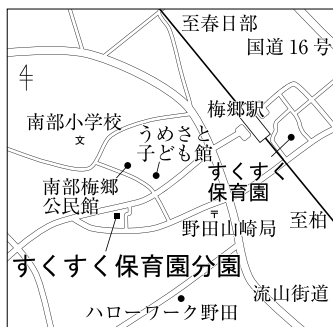 至春日部
国道16号
梅郷駅
南部小学校
文
うめさと
子ども館
すくすく
保育園
南部梅郷
公民館
〒
野田山崎局
至柏
すくすく保育園分園
流山街道
ハローワーク野田